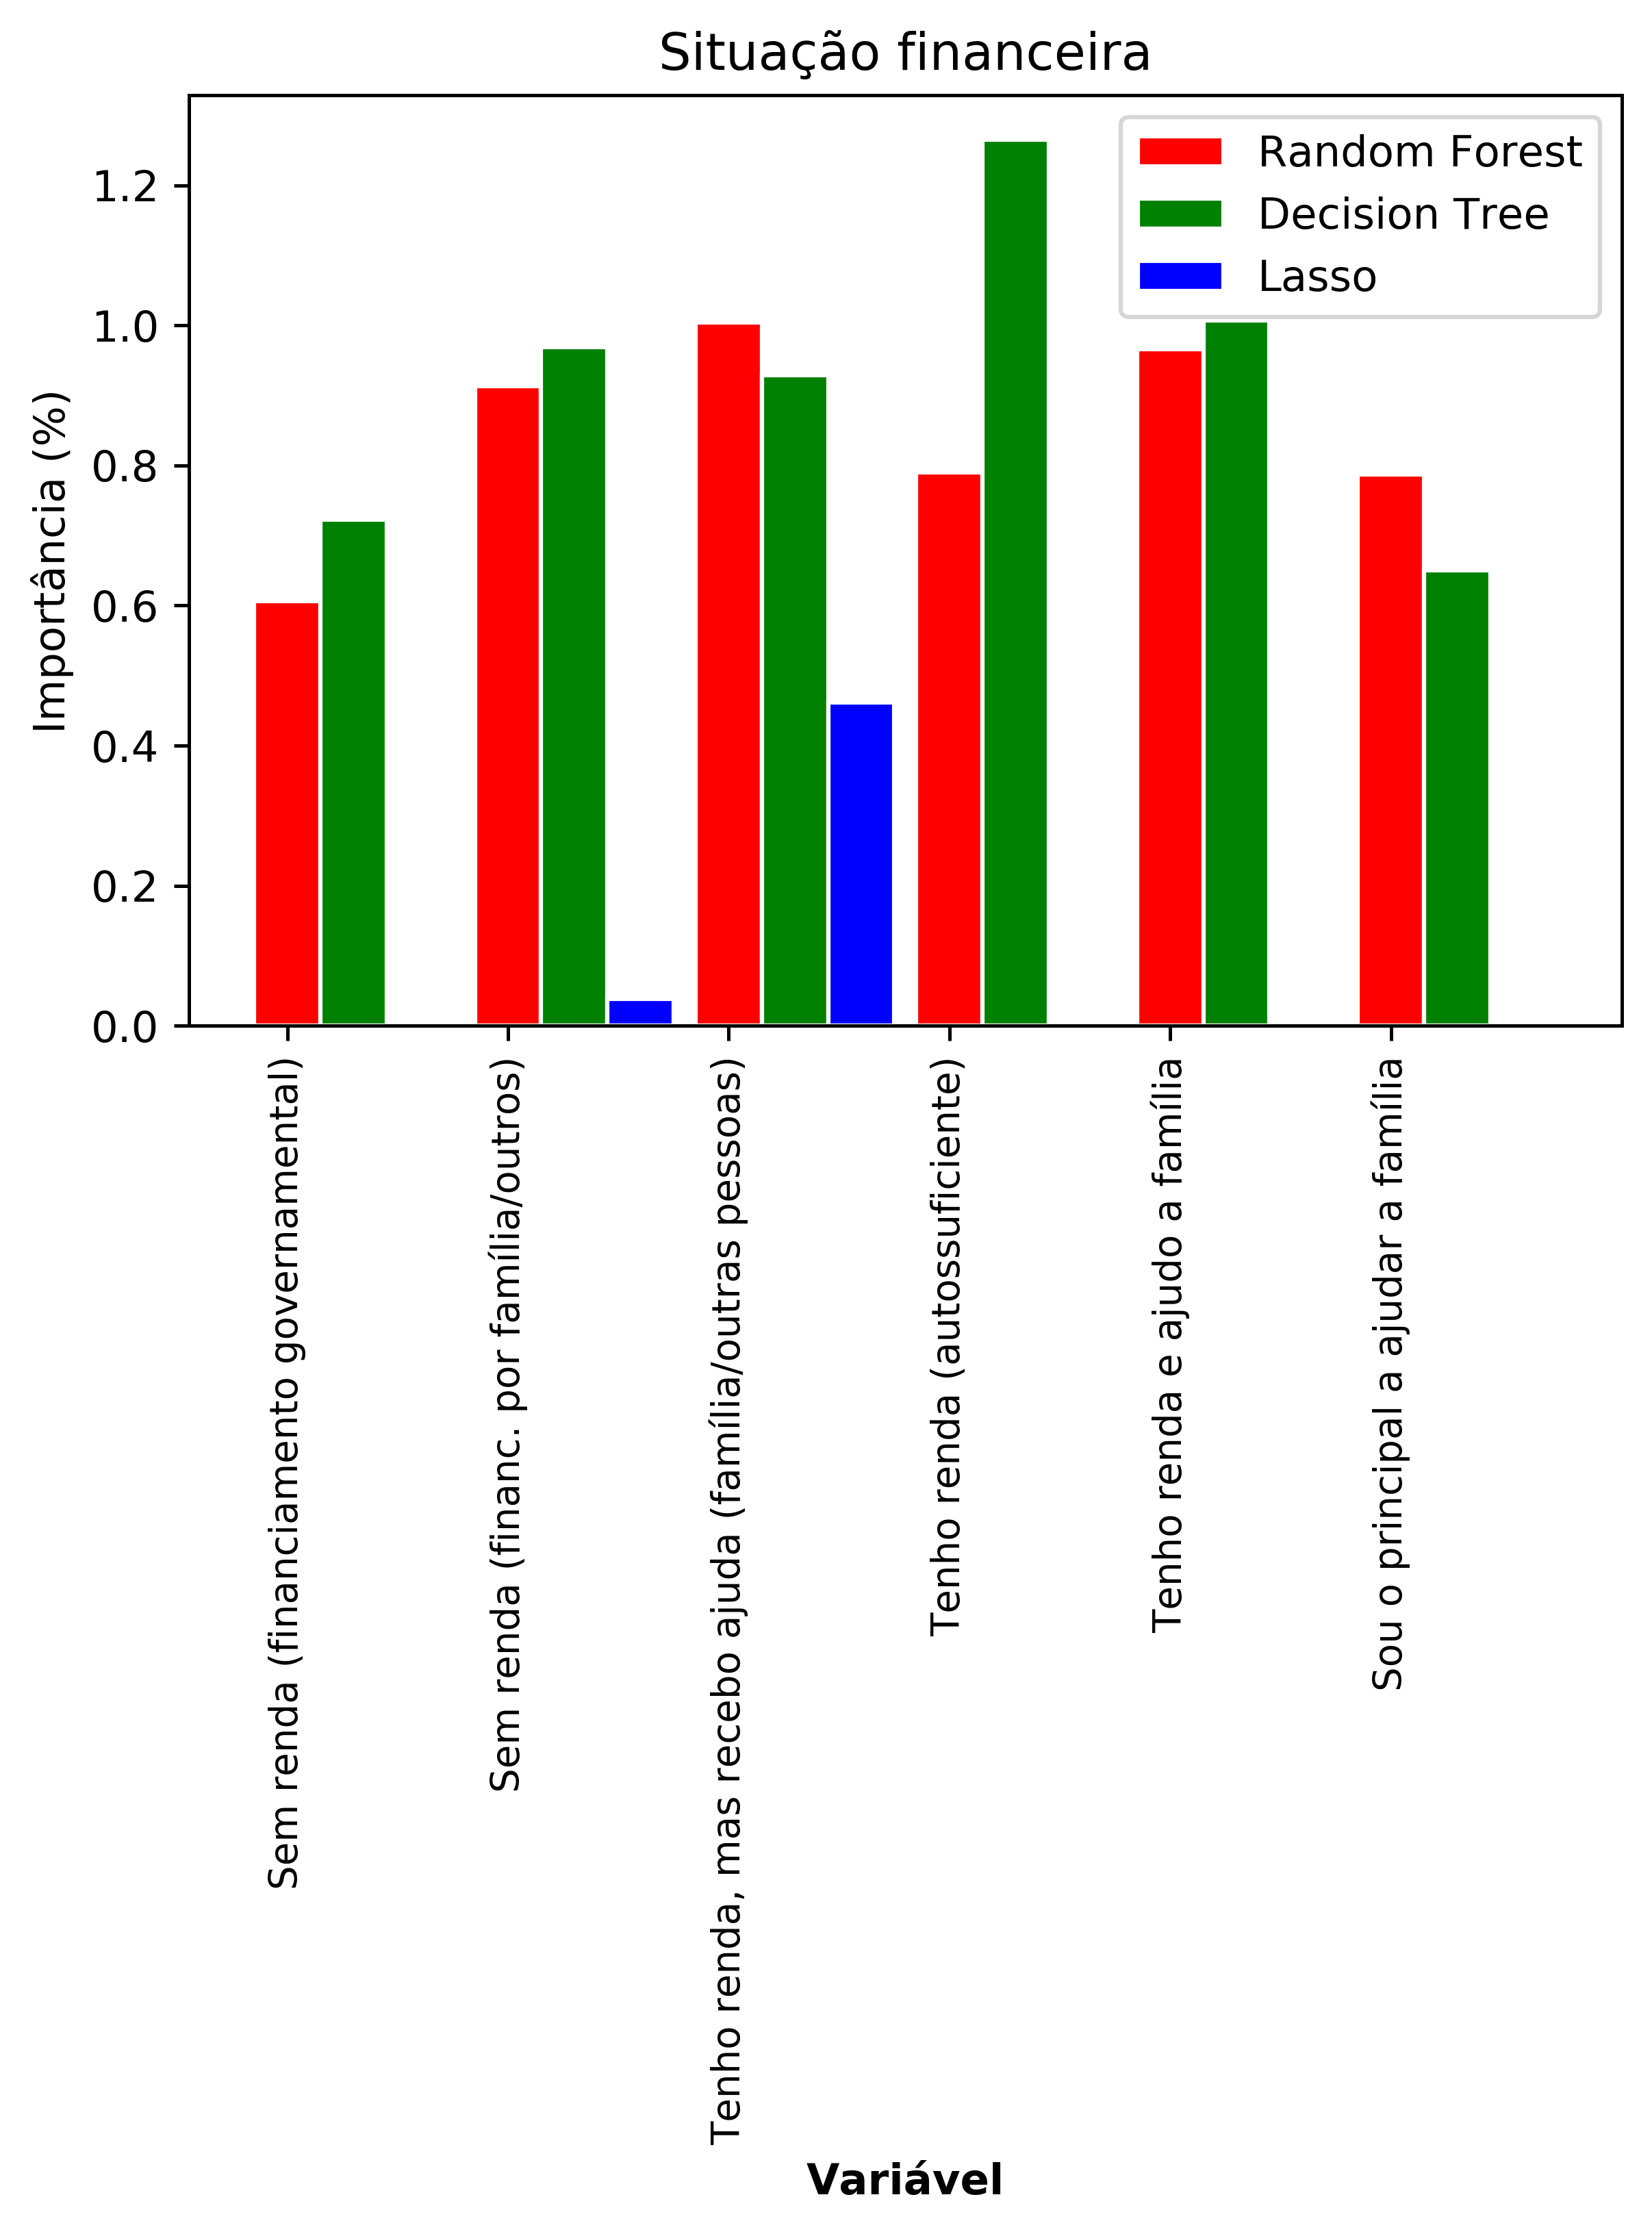 Situação financeira
Random Forest
Decision Tree
Lasso
Importância (%)
1.2
1.0
0.8
0.6
0.4
0.2
0.0
Sem renda (financiamento governamental)
Sem renda (financ. por família/outros)
Tenho renda, mas recebo ajuda (família/outras pessoas)
Tenho renda (autossuficiente)
Tenho renda e ajudo a família
Sou o principal a ajudar a família
Variável